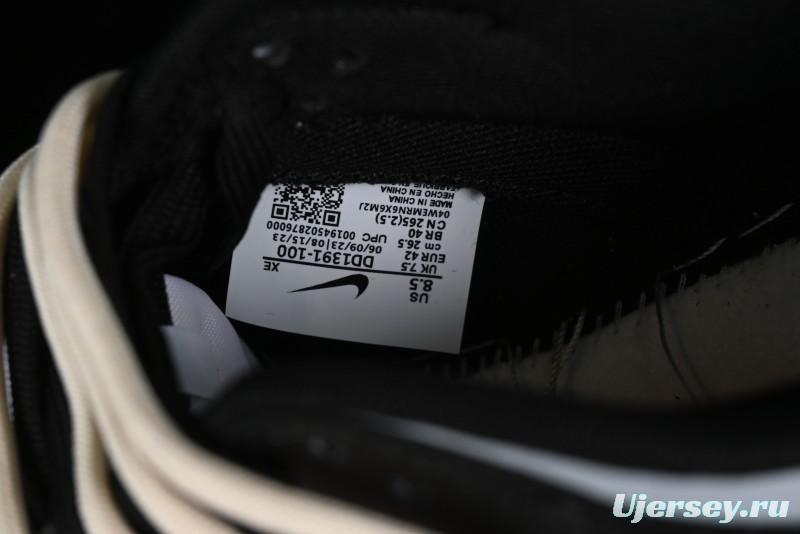 US
8.5
UK 7.5
EUR 42
cm 26.5
BR 40
CN 265(2.5)
XE
DD1391-100
06/09/23|08/15/23
UPC 00194502876000
04WEMRN6X6M2J
MADE IN CHINA
HECHO EN CHINA
Ujersey.ru